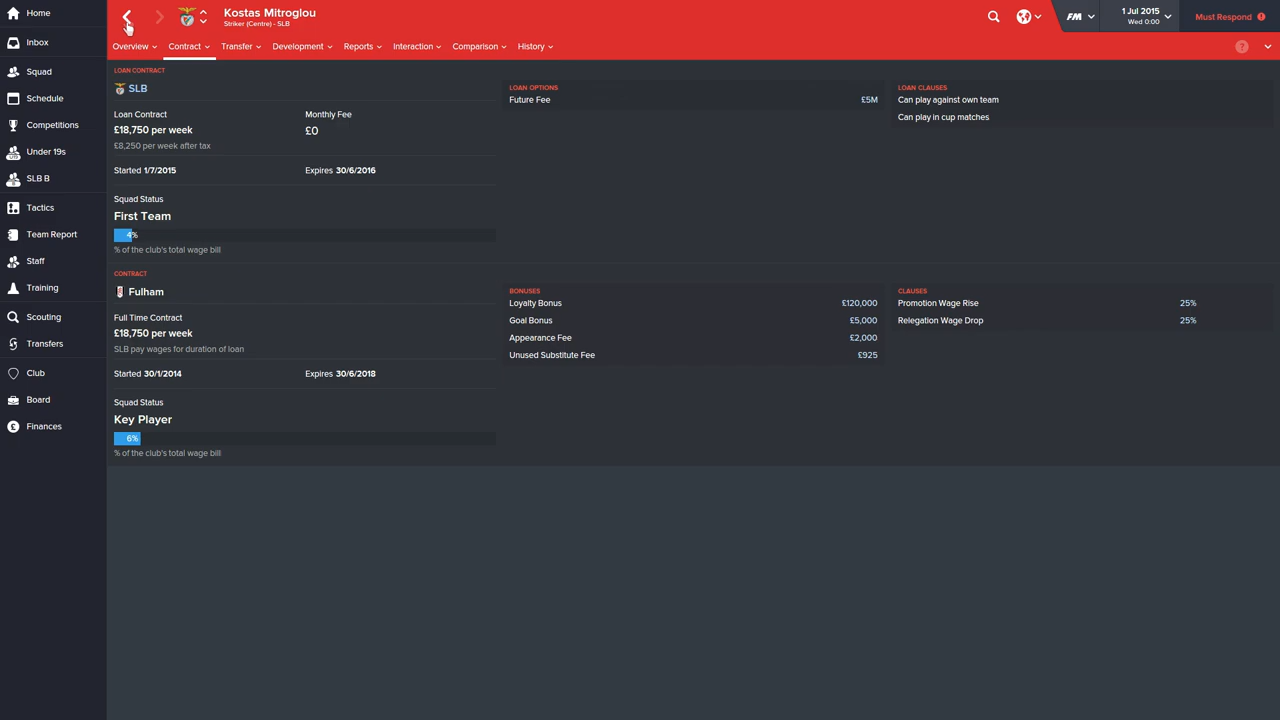 Home
Inbox
Squad
Schedule
Competitions
Under 19s
SLB B
Tactics
Team Report
Staff
Training
Scouting
Transfers
Club
Board
Finances
Kostas Mitroglou
Striker (Centre) - SLB
FM
1 Jul 2015
Wed 0:00
Must Respond
Overview Contract Transfer Development Reports Interaction Comparison History
LOAN CONTRACT
SLB
Loan Contract Monthly Fee
£18,750 per week £0
£8,250 per week after tax
Started 1/7/2015 Expires 30/6/2016
Squad Status
First Team
4%
% of the club's total wage bill
LOAN OPTIONS
Future Fee £5M
LOAN CLAUSES
Can play against own team
Can play in cup matches
CONTRACT
Fulham
Full Time Contract
£18,750 per week
SLB pay wages for duration of loan
Started 30/1/2014 Expires 30/6/2018
Squad Status
Key Player
6%
% of the club's total wage bill
BONUSES
Loyalty Bonus £120,000
Goal Bonus £5,000
Appearance Fee £2,000
Unused Substitute Fee £925
CLAUSES
Promotion Wage Rise 25%
Relegation Wage Drop 25%